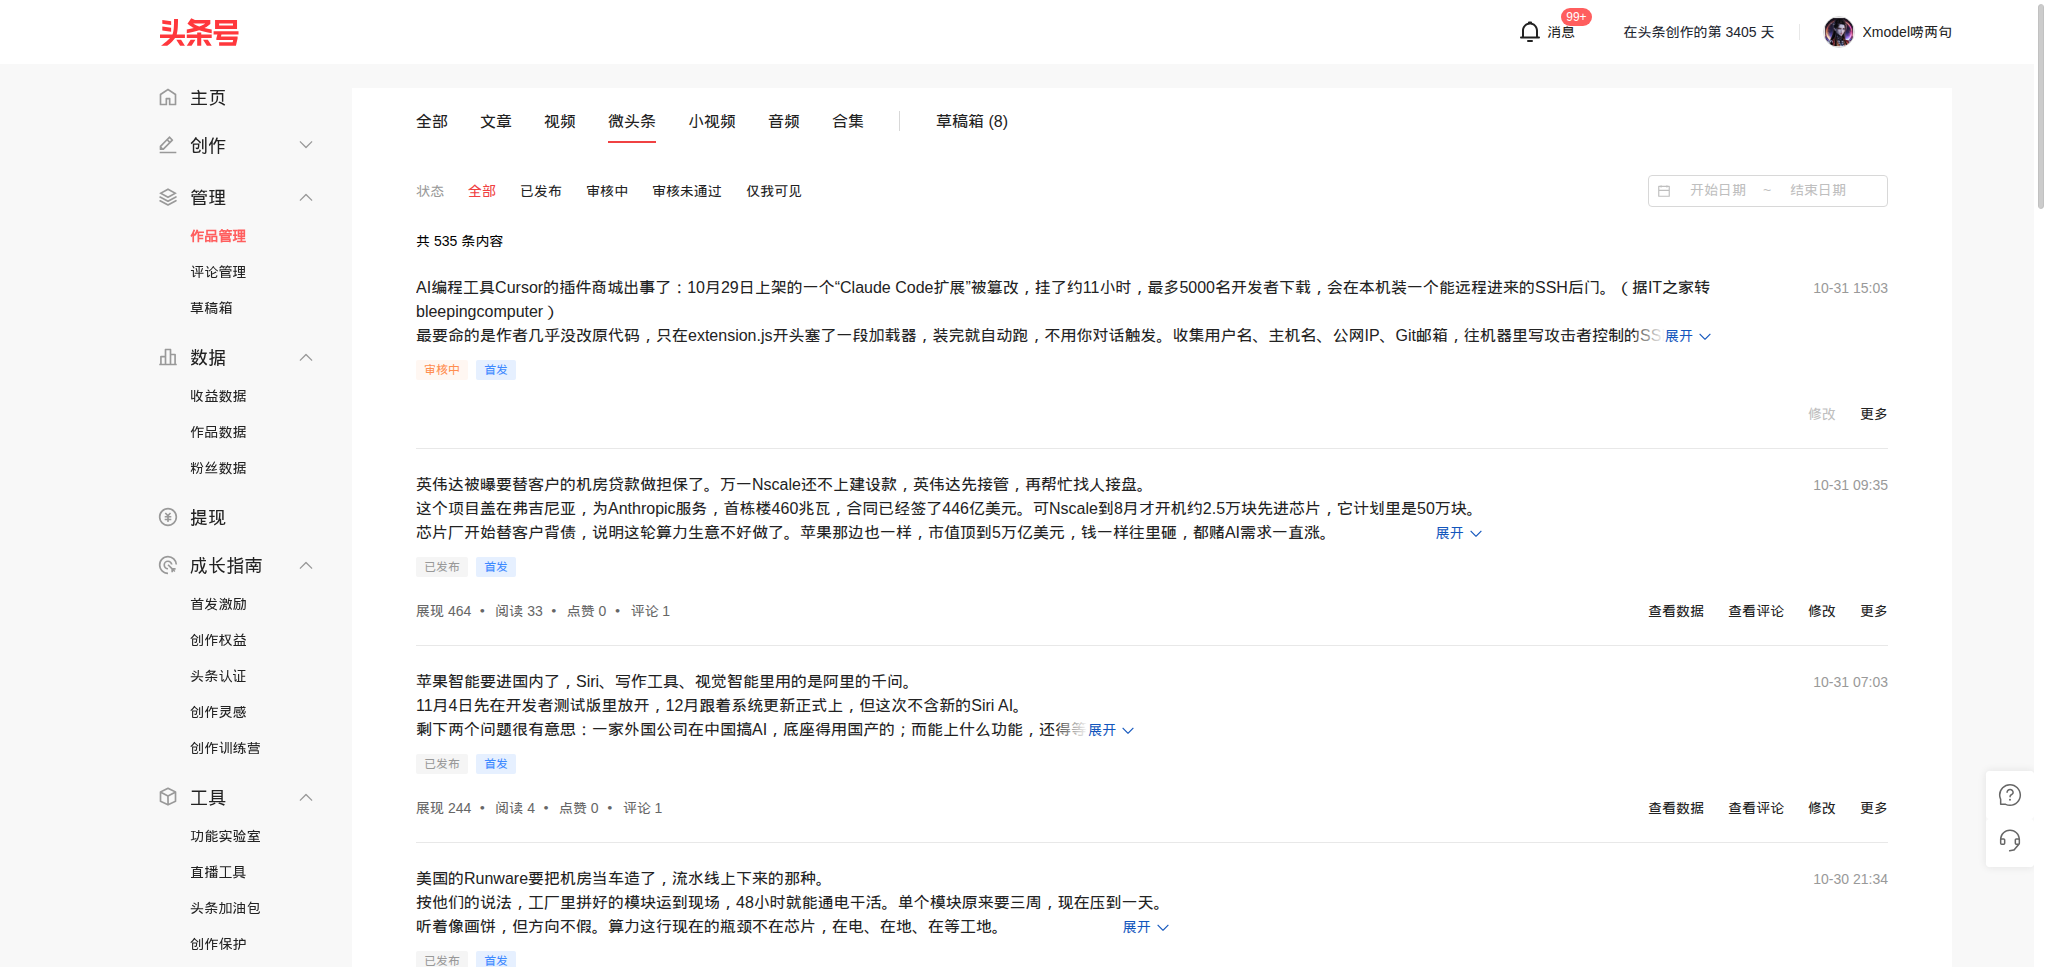 头条号
消息
99+
在头条创作的第 3405 天
Xmodel唠两句
主页
创作
管理
作品管理
评论管理
草稿箱
数据
收益数据
作品数据
粉丝数据
提现
成长指南
首发激励
创作权益
头条认证
创作灵感
创作训练营
工具
功能实验室
直播工具
头条加油包
创作保护
全部 文章 视频 微头条 小视频 音频 合集 草稿箱 (8)
状态 全部 已发布 审核中 审核未通过 仅我可见
开始日期 ~ 结束日期
共 535 条内容
AI编程工具Cursor的插件商城出事了：10月29日上架的一个“Claude Code扩展”被篡改，挂了约11小时，最多5000名开发者下载，会在本机装一个能远程进来的SSH后门。（据IT之家转
bleepingcomputer）
最要命的是作者几乎没改原代码，只在extension.js开头塞了一段加载器，装完就自动跑，不用你对话触发。收集用户名、主机名、公网IP、Git邮箱，往机器里写攻击者控制的SS 展开
10-31 15:03
审核中 首发
修改 更多
英伟达被曝要替客户的机房贷款做担保了。万一Nscale还不上建设款，英伟达先接管，再帮忙找人接盘。
这个项目盖在弗吉尼亚，为Anthropic服务，首栋楼460兆瓦，合同已经签了446亿美元。可Nscale到8月才开机约2.5万块先进芯片，它计划里是50万块。
芯片厂开始替客户背债，说明这轮算力生意不好做了。苹果那边也一样，市值顶到5万亿美元，钱一样往里砸，都赌AI需求一直涨。 展开
10-31 09:35
已发布 首发
展现 464 • 阅读 33 • 点赞 0 • 评论 1
查看数据 查看评论 修改 更多
苹果智能要进国内了，Siri、写作工具、视觉智能里用的是阿里的千问。
11月4日先在开发者测试版里放开，12月跟着系统更新正式上，但这次不含新的Siri AI。
剩下两个问题很有意思：一家外国公司在中国搞AI，底座得用国产的；而能上什么功能，还得等 展开
10-31 07:03
已发布 首发
展现 244 • 阅读 4 • 点赞 0 • 评论 1
查看数据 查看评论 修改 更多
美国的Runware要把机房当车造了，流水线上下来的那种。
按他们的说法，工厂里拼好的模块运到现场，48小时就能通电干活。单个模块原来要三周，现在压到一天。
听着像画饼，但方向不假。算力这行现在的瓶颈不在芯片，在电、在地、在等工地。 展开
10-30 21:34
已发布 首发